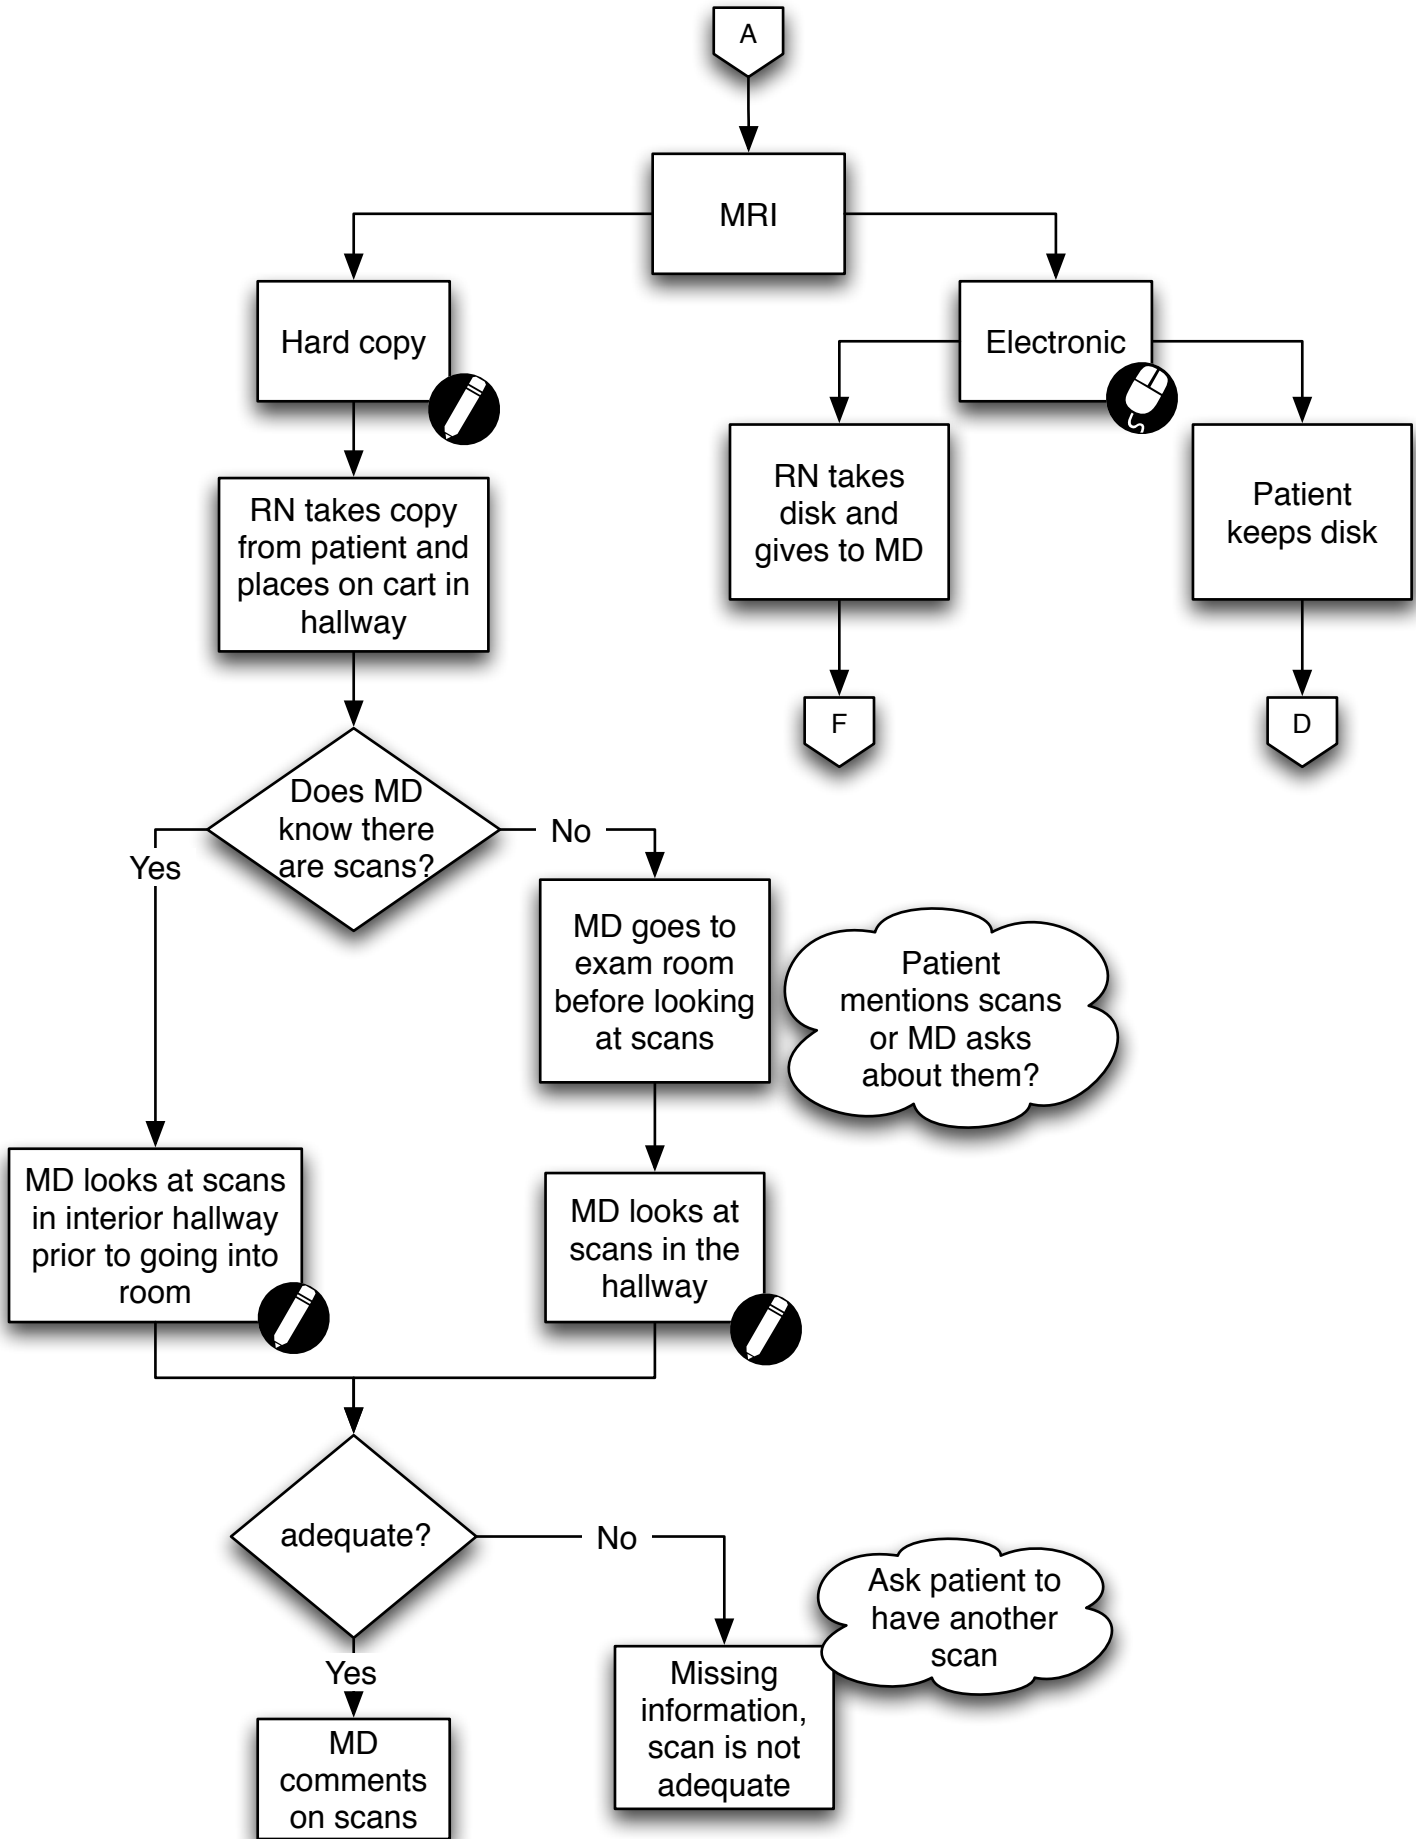 A
MRI
Hard copy
Electronic
RN takes copy
from patient and
places on cart in
hallway
RN takes
disk and
gives to MD
Patient
keeps disk
F
D
Does MD
know there
are scans?
Yes
No
MD goes to
exam room
before looking
at scans
Patient
mentions scans
or MD asks
about them?
MD looks at scans
in interior hallway
prior to going into
room
MD looks at
scans in the
hallway
adequate?
No
Yes
Ask patient to
have another
scan
Missing
information,
scan is not
adequate
MD
comments
on scans